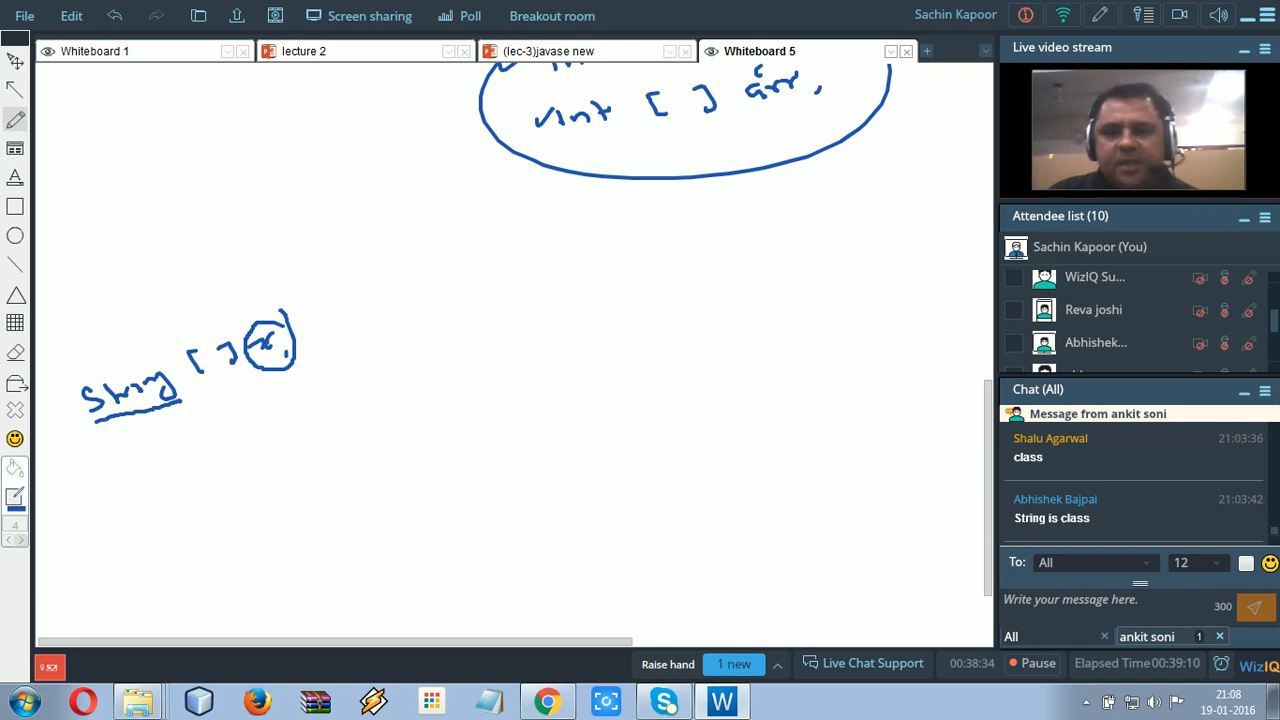 File Edit Screen sharing Poll Breakout room Sachin Kapoor
Whiteboard 1 lecture 2 (lec-3)javase new Whiteboard 5
int [ ] arr,
String [ ] x,
4
Live video stream
Attendee list (10)
Sachin Kapoor (You)
WizIQ Su...
Reva joshi
Abhishek...
Chat (All)
Message from ankit soni
Shalu Agarwal 21:03:36
class
Abhishek Bajpai 21:03:42
String is class
To: All 12
Write your message here. 300
All ankit soni 1
Raise hand 1 new Live Chat Support 00:38:34 Pause Elapsed Time 00:39:10 WizIQ
21:08
19-01-2016